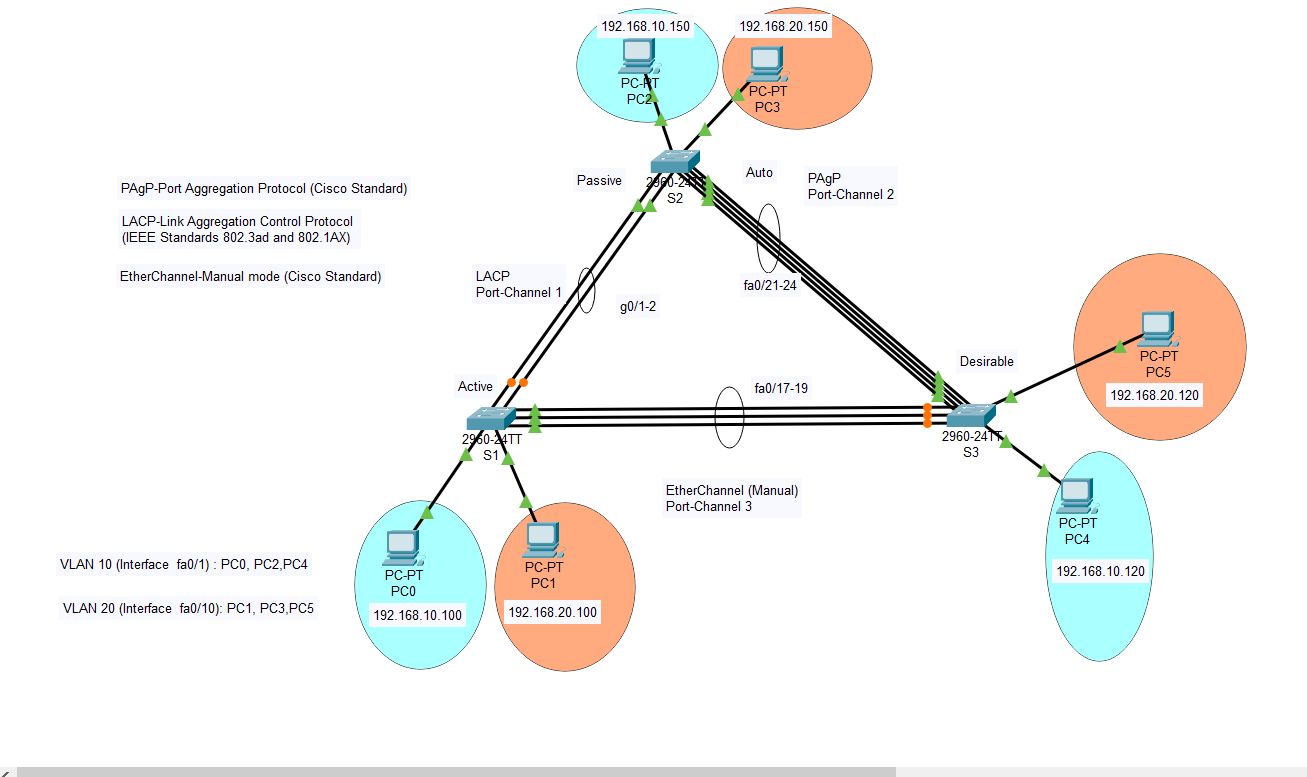 192.168.10.150
192.168.20.150
PC-PT
PC2
PC-PT
PC3
2960-24TT
S2
Passive
Auto
PAgP
Port-Channel 2
PAgP-Port Aggregation Protocol (Cisco Standard)
LACP-Link Aggregation Control Protocol
(IEEE Standards 802.3ad and 802.1AX)
EtherChannel-Manual mode (Cisco Standard)
LACP
Port-Channel 1
g0/1-2
fa0/21-24
Desirable
PC-PT
PC5
192.168.20.120
Active
fa0/17-19
2960-24TT
S1
2960-24TT
S3
EtherChannel (Manual)
Port-Channel 3
PC-PT
PC4
192.168.10.120
VLAN 10 (Interface  fa0/1) : PC0, PC2,PC4
VLAN 20 (Interface  fa0/10): PC1, PC3,PC5
PC-PT
PC0
192.168.10.100
PC-PT
PC1
192.168.20.100